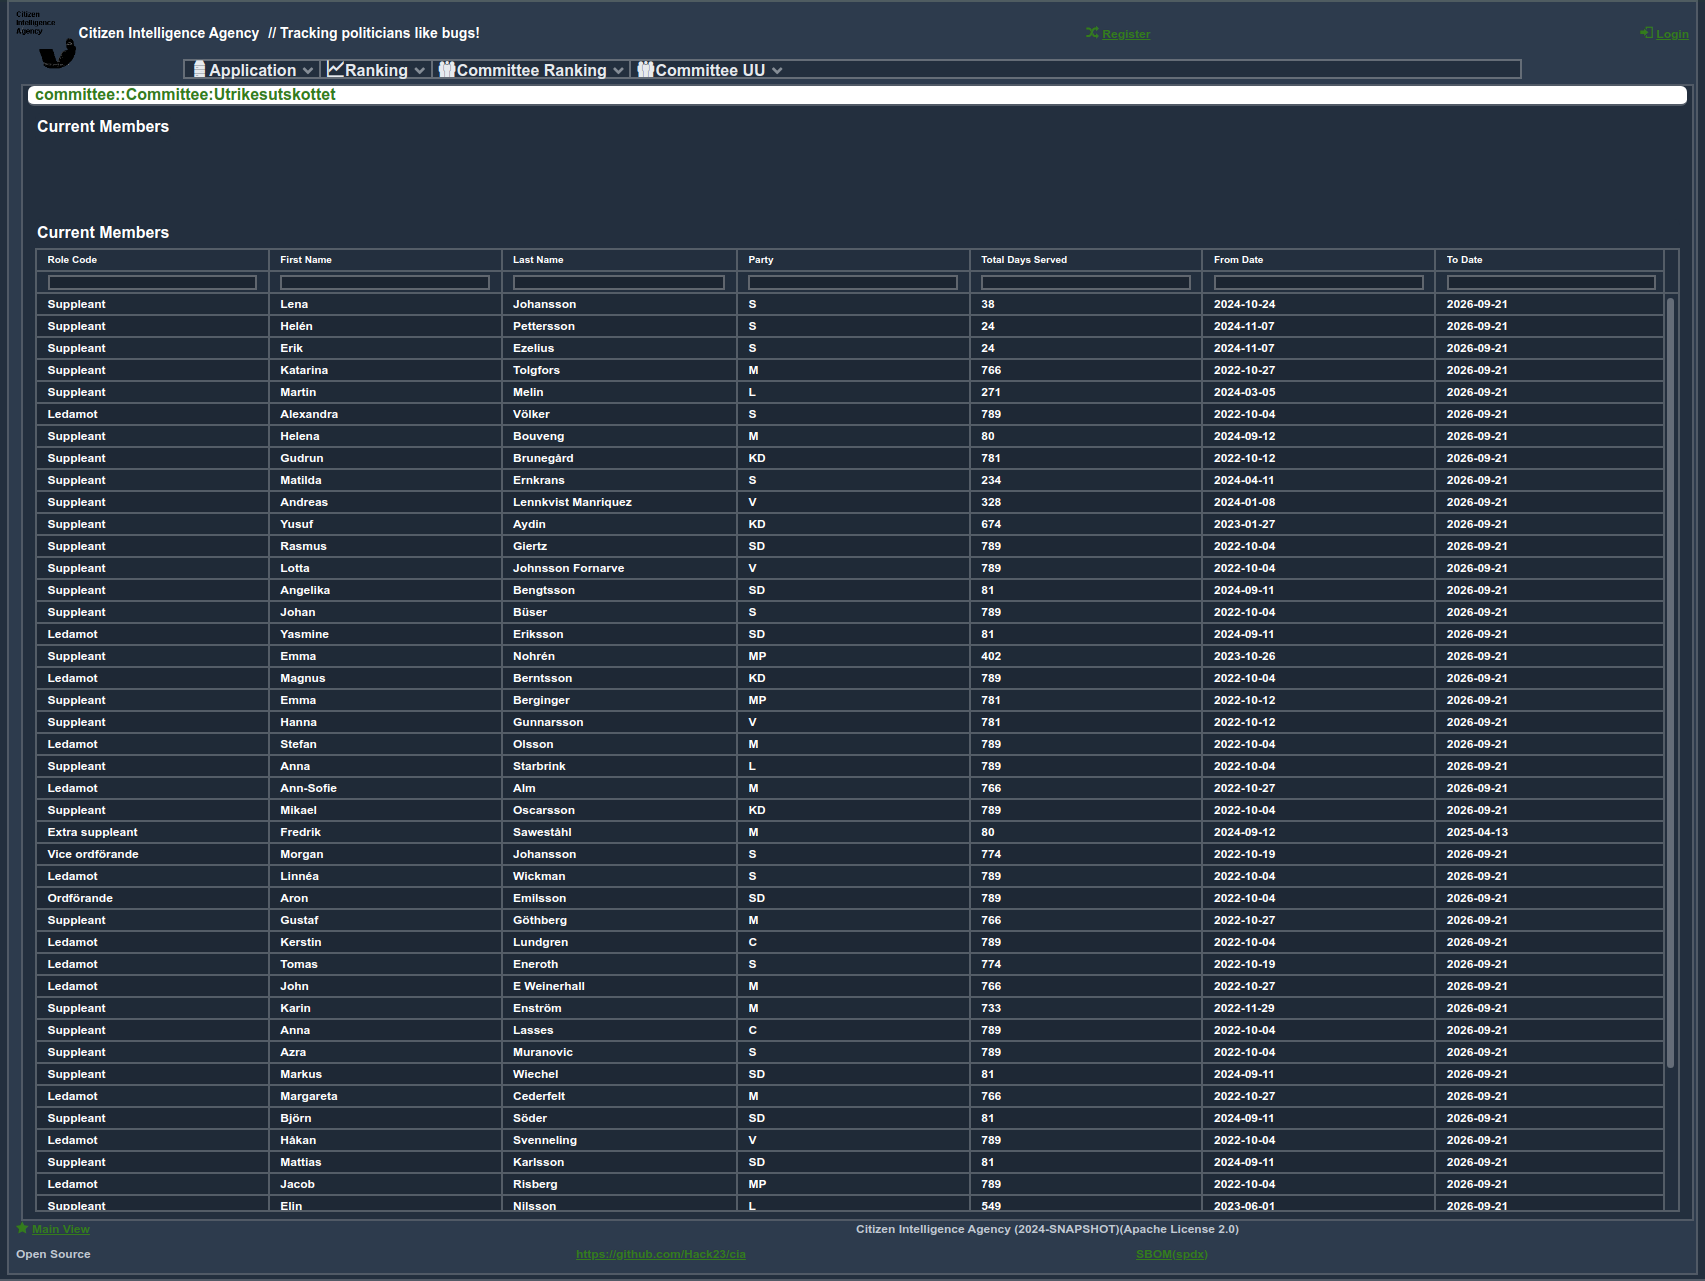 Citizen
Intelligence
Agency
Citizen Intelligence Agency // Tracking politicians like bugs!
Register
Login
Application Ranking Committee Ranking Committee UU
committee::Committee:Utrikesutskottet
Current Members
Current Members
Role Code First Name Last Name Party Total Days Served From Date To Date
Suppleant Lena Johansson S 38 2024-10-24 2026-09-21
Suppleant Helén Pettersson S 24 2024-11-07 2026-09-21
Suppleant Erik Ezelius S 24 2024-11-07 2026-09-21
Suppleant Katarina Tolgfors M 766 2022-10-27 2026-09-21
Suppleant Martin Melin L 271 2024-03-05 2026-09-21
Ledamot Alexandra Völker S 789 2022-10-04 2026-09-21
Suppleant Helena Bouveng M 80 2024-09-12 2026-09-21
Suppleant Gudrun Brunegård KD 781 2022-10-12 2026-09-21
Suppleant Matilda Ernkrans S 234 2024-04-11 2026-09-21
Suppleant Andreas Lennkvist Manriquez V 328 2024-01-08 2026-09-21
Suppleant Yusuf Aydin KD 674 2023-01-27 2026-09-21
Suppleant Rasmus Giertz SD 789 2022-10-04 2026-09-21
Suppleant Lotta Johnsson Fornarve V 789 2022-10-04 2026-09-21
Suppleant Angelika Bengtsson SD 81 2024-09-11 2026-09-21
Suppleant Johan Büser S 789 2022-10-04 2026-09-21
Ledamot Yasmine Eriksson SD 81 2024-09-11 2026-09-21
Suppleant Emma Nohrén MP 402 2023-10-26 2026-09-21
Ledamot Magnus Berntsson KD 789 2022-10-04 2026-09-21
Suppleant Emma Berginger MP 781 2022-10-12 2026-09-21
Suppleant Hanna Gunnarsson V 781 2022-10-12 2026-09-21
Ledamot Stefan Olsson M 789 2022-10-04 2026-09-21
Suppleant Anna Starbrink L 789 2022-10-04 2026-09-21
Ledamot Ann-Sofie Alm M 766 2022-10-27 2026-09-21
Suppleant Mikael Oscarsson KD 789 2022-10-04 2026-09-21
Extra suppleant Fredrik Saweståhl M 80 2024-09-12 2025-04-13
Vice ordförande Morgan Johansson S 774 2022-10-19 2026-09-21
Ledamot Linnéa Wickman S 789 2022-10-04 2026-09-21
Ordförande Aron Emilsson SD 789 2022-10-04 2026-09-21
Suppleant Gustaf Göthberg M 766 2022-10-27 2026-09-21
Ledamot Kerstin Lundgren C 789 2022-10-04 2026-09-21
Ledamot Tomas Eneroth S 774 2022-10-19 2026-09-21
Ledamot John E Weinerhall M 766 2022-10-27 2026-09-21
Suppleant Karin Enström M 733 2022-11-29 2026-09-21
Suppleant Anna Lasses C 789 2022-10-04 2026-09-21
Suppleant Azra Muranovic S 789 2022-10-04 2026-09-21
Suppleant Markus Wiechel SD 81 2024-09-11 2026-09-21
Ledamot Margareta Cederfelt M 766 2022-10-27 2026-09-21
Suppleant Björn Söder SD 81 2024-09-11 2026-09-21
Ledamot Håkan Svenneling V 789 2022-10-04 2026-09-21
Suppleant Mattias Karlsson SD 81 2024-09-11 2026-09-21
Ledamot Jacob Risberg MP 789 2022-10-04 2026-09-21
Suppleant Elin Nilsson L 549 2023-06-01 2026-09-21
Main View
Citizen Intelligence Agency (2024-SNAPSHOT)(Apache License 2.0)
Open Source
https://github.com/Hack23/cia
SBOM(spdx)